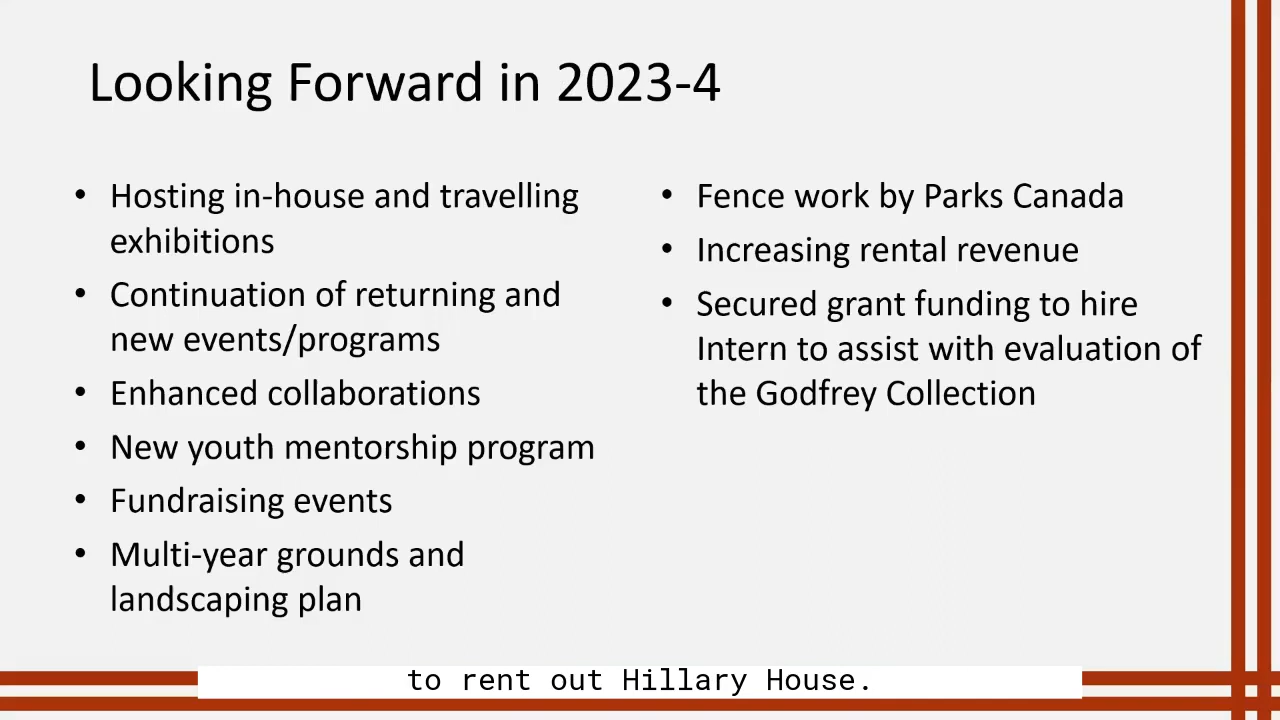 Looking Forward in 2023-4
• Hosting in-house and travelling
exhibitions
• Continuation of returning and
new events/programs
• Enhanced collaborations
• New youth mentorship program
• Fundraising events
• Multi-year grounds and
landscaping plan
• Fence work by Parks Canada
• Increasing rental revenue
• Secured grant funding to hire
Intern to assist with evaluation of
the Godfrey Collection
to rent out Hillary House.